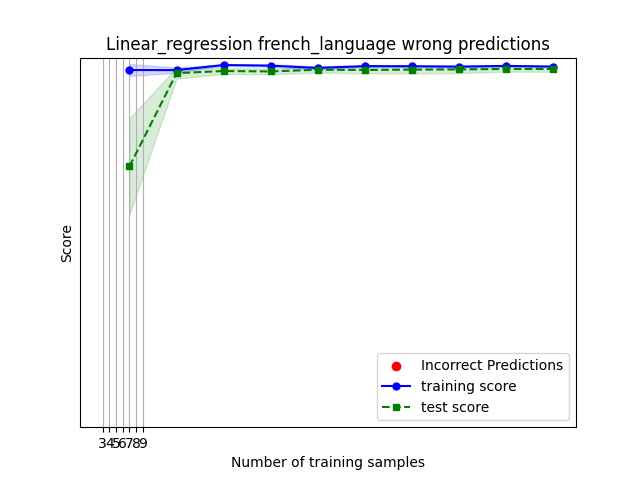 Linear_regression french_language wrong predictions
Score
Incorrect Predictions
training score
test score
3456789
Number of training samples